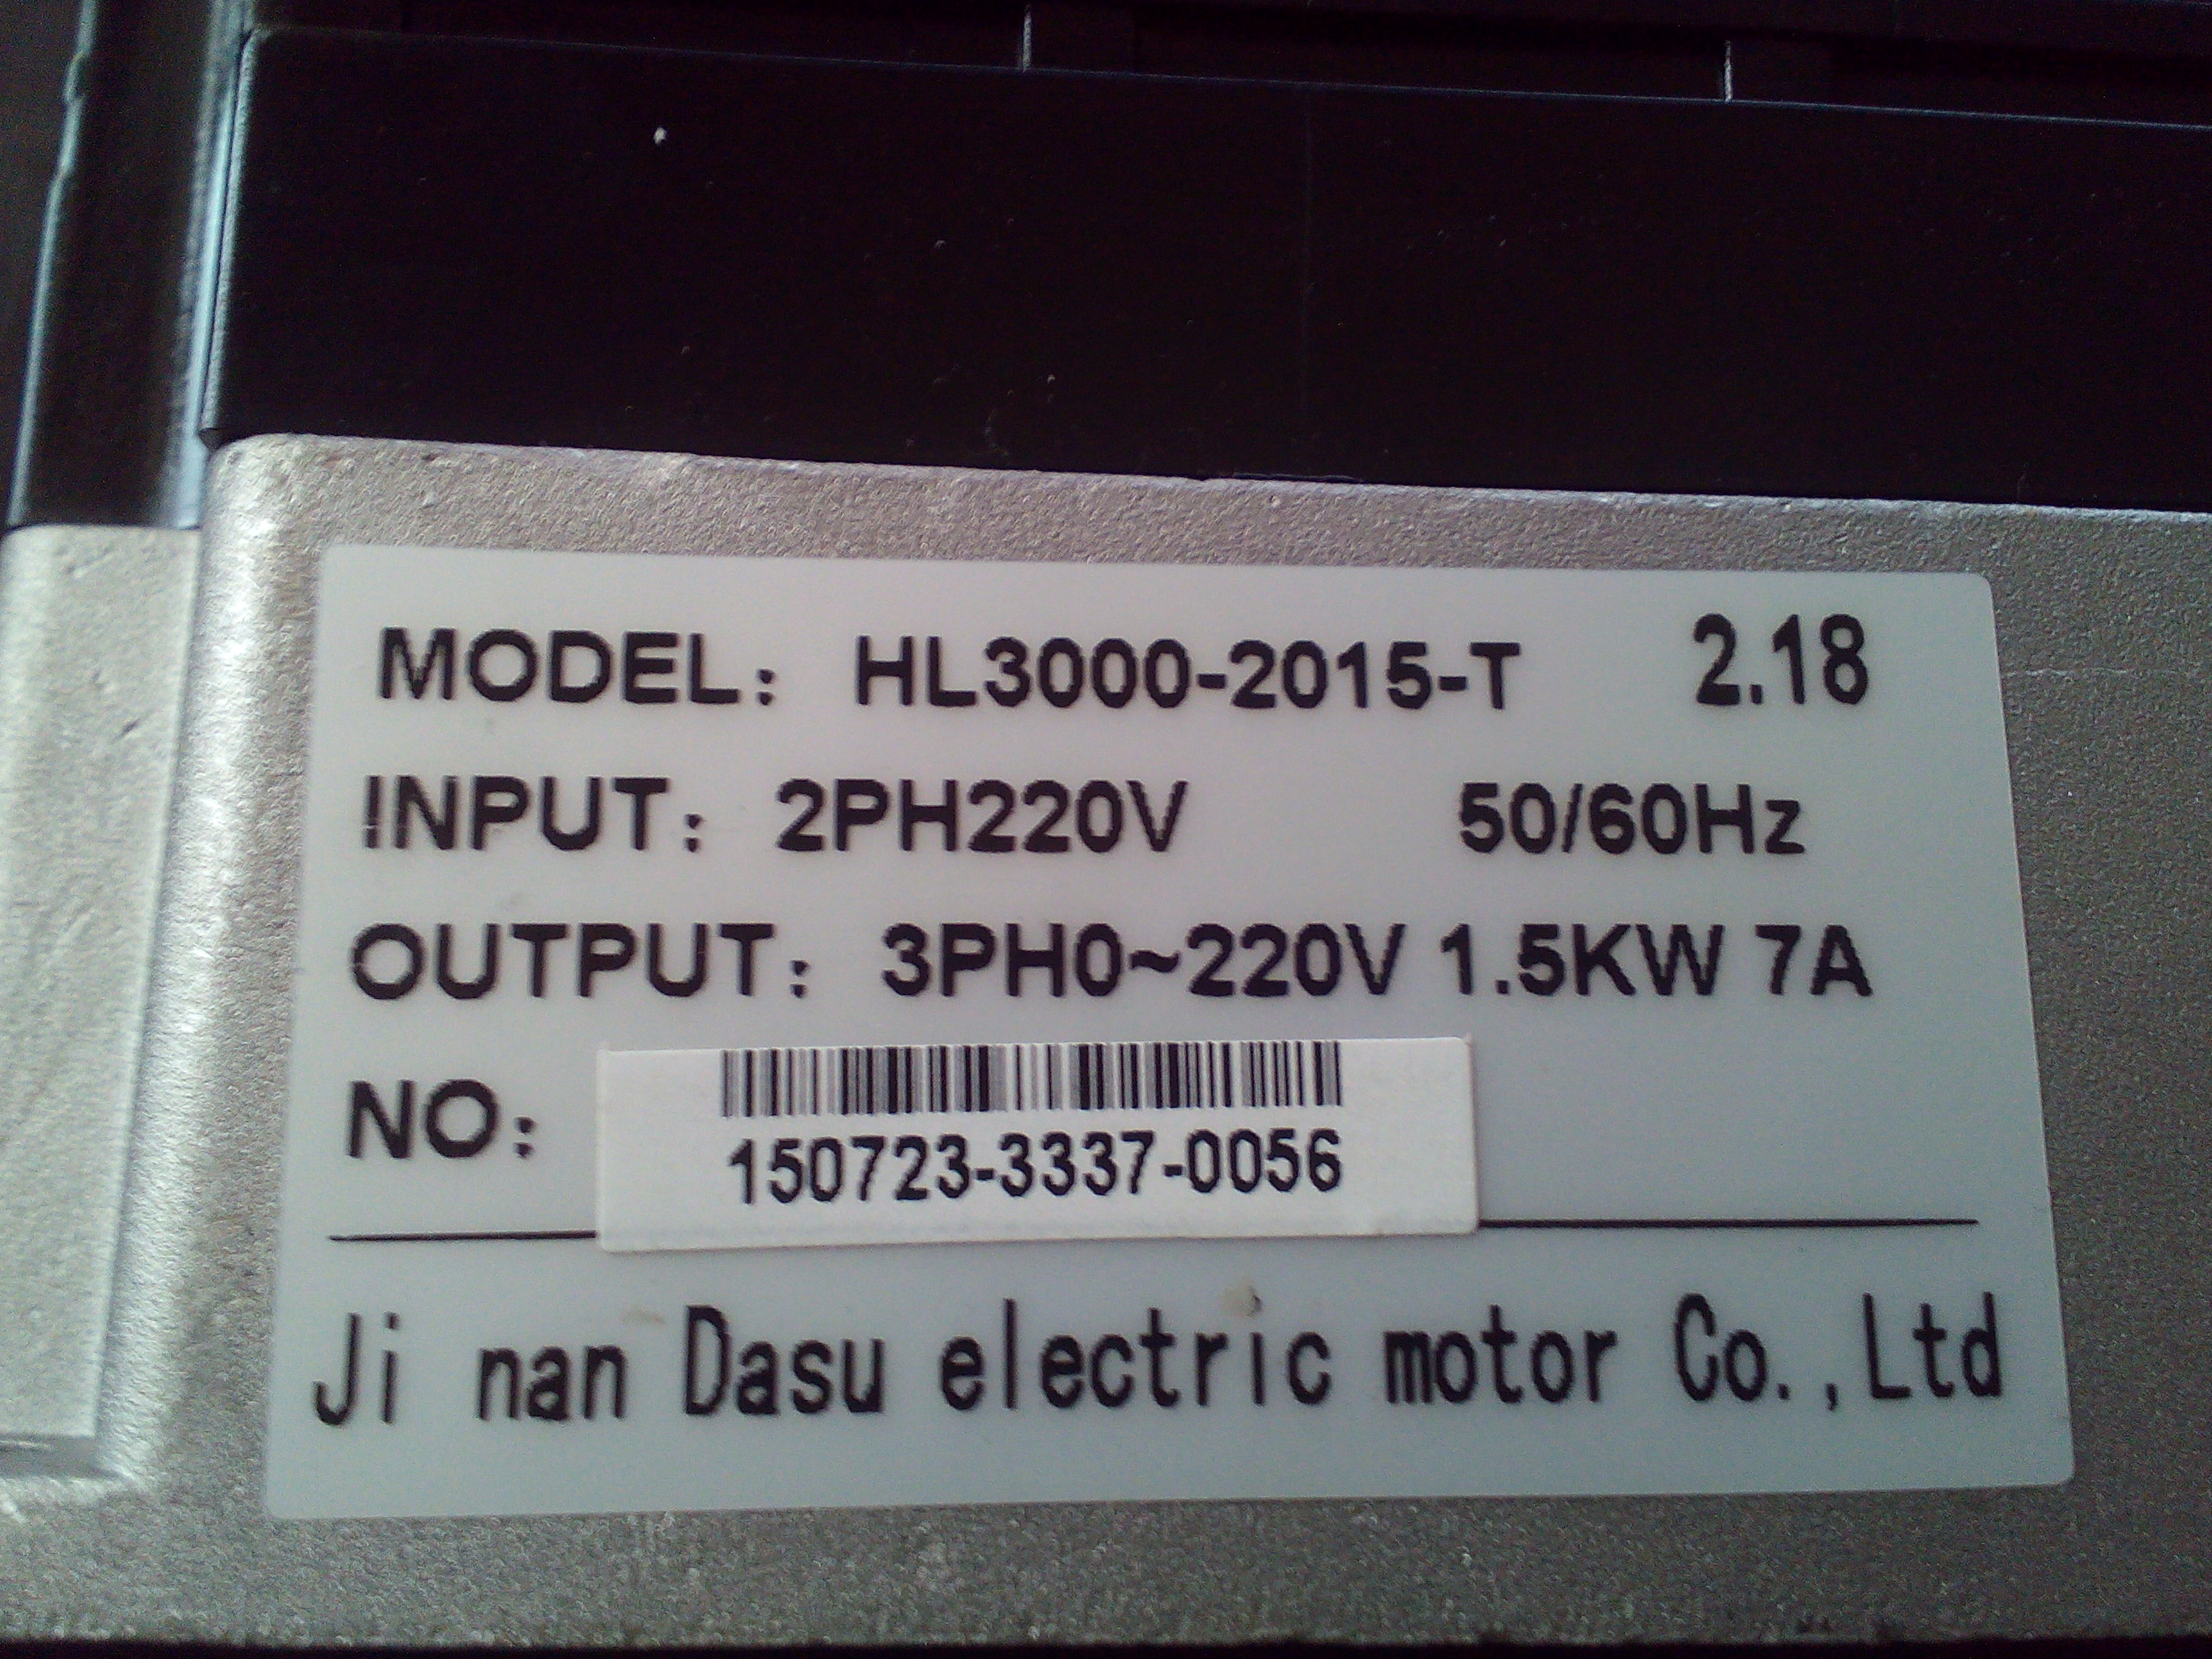 MODEL: HL3000-2015-T 2.18
INPUT: 2PH220V 50/60Hz
OUTPUT: 3PH0~220V 1.5KW 7A
NO: 150723-3337-0056
Ji nan Dasu electric motor Co.,Ltd